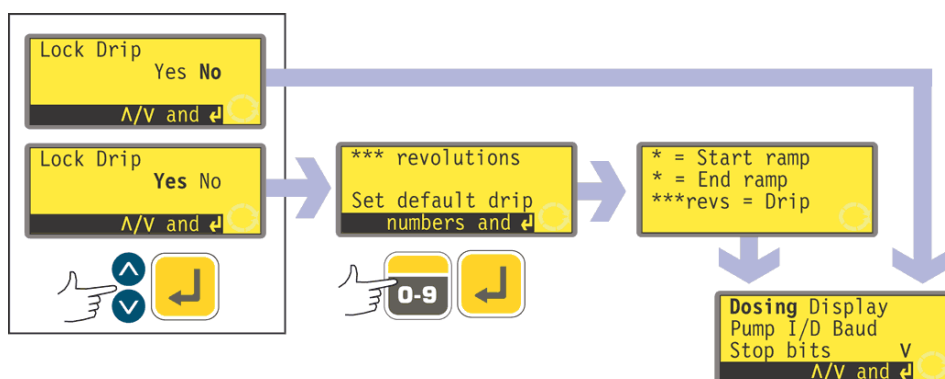 Lock Drip
Yes No
Λ/V and ↲
Lock Drip
Yes No
Λ/V and ↲
*** revolutions
Set default drip
numbers and ↲
0-9
* = Start ramp
* = End ramp
***revs = Drip
Dosing Display
Pump I/D Baud
Stop bits V
Λ/V and ↲